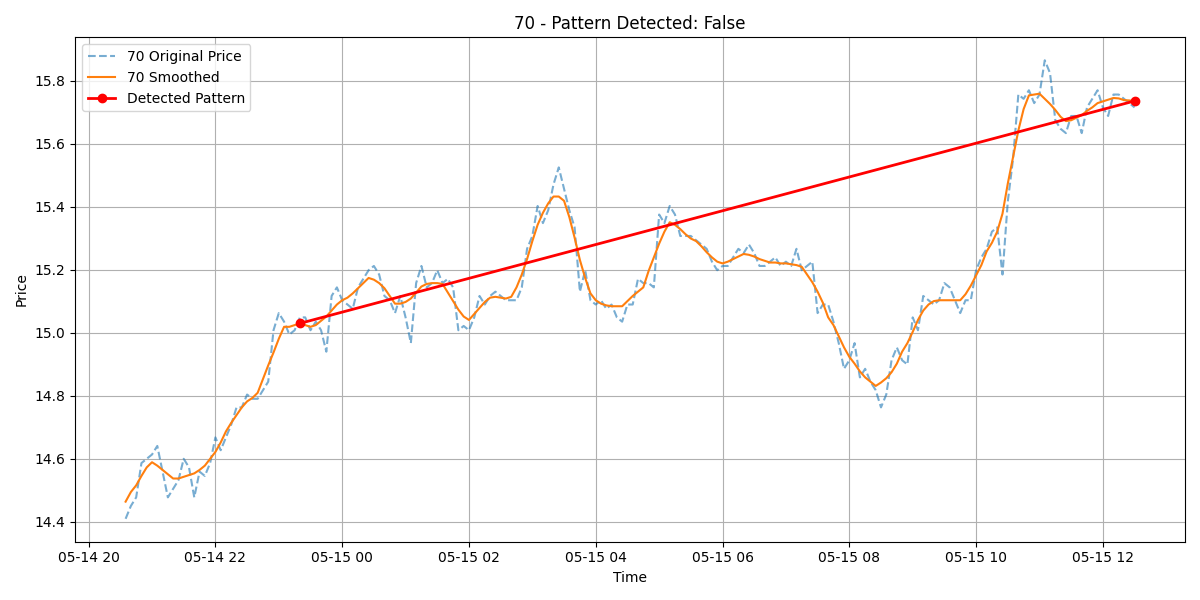 70 - Pattern Detected: False
70 Original Price
70 Smoothed
Detected Pattern
Price
15.8
15.6
15.4
15.2
15.0
14.8
14.6
14.4
05-14 20 05-14 22 05-15 00 05-15 02 05-15 04 05-15 06 05-15 08 05-15 10 05-15 12
Time